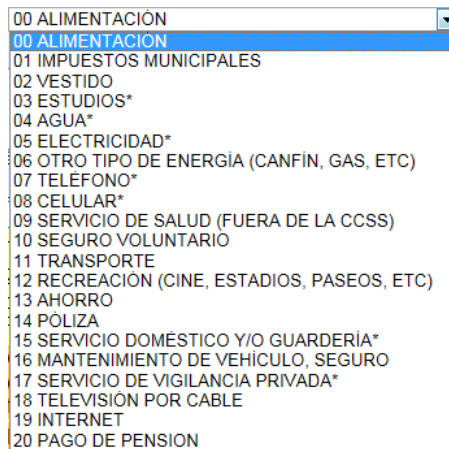 00 ALIMENTACIÓN
00 ALIMENTACIÓN
01 IMPUESTOS MUNICIPALES
02 VESTIDO
03 ESTUDIOS*
04 AGUA*
05 ELECTRICIDAD*
06 OTRO TIPO DE ENERGÍA (CANFÍN, GAS, ETC)
07 TELÉFONO*
08 CELULAR*
09 SERVICIO DE SALUD (FUERA DE LA CCSS)
10 SEGURO VOLUNTARIO
11 TRANSPORTE
12 RECREACIÓN (CINE, ESTADIOS, PASEOS, ETC)
13 AHORRO
14 PÓLIZA
15 SERVICIO DOMÉSTICO Y/O GUARDERÍA*
16 MANTENIMIENTO DE VEHÍCULO, SEGURO
17 SERVICIO DE VIGILANCIA PRIVADA*
18 TELEVISIÓN POR CABLE
19 INTERNET
20 PAGO DE PENSION